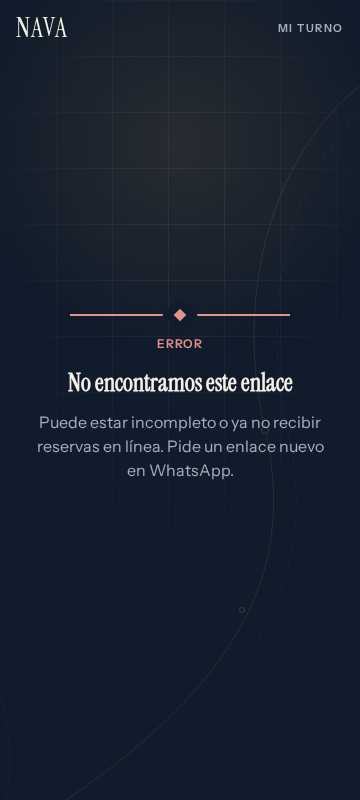 NAVA
MI TURNO
ERROR
No encontramos este enlace
Puede estar incompleto o ya no recibir
reservas en línea. Pide un enlace nuevo
en WhatsApp.